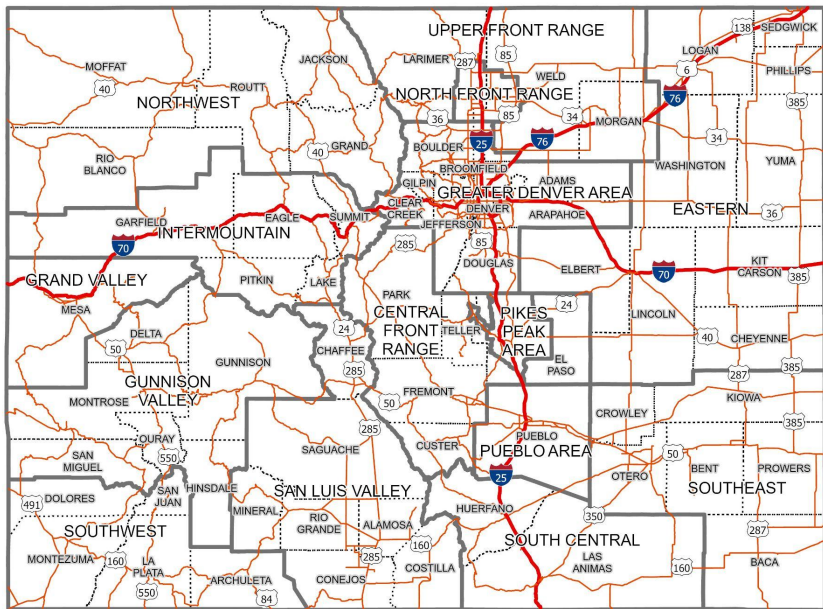 UPPER FRONT RANGE
138
SEDGWICK
85
LOGAN
JACKSON
LARIMER
287
MOFFAT
6
PHILLIPS
WELD
40
ROUTT
NORTH FRONT RANGE
76
385
NORTHWEST
85
34
MORGAN
36
25
76
34
GRAND
BOULDER
40
RIO
BLANCO
WASHINGTON
YUMA
BROOMFIELD
GILPIN
ADAMS
GREATER DENVER AREA
CLEAR
CREEK
DENVER
EASTERN
36
GARFIELD
EAGLE
SUMMIT
ARAPAHOE
JEFFERSON
INTERMOUNTAIN
70
285
85
DOUGLAS
KIT
CARSON
ELBERT
70
385
GRAND VALLEY
PITKIN
LAKE
PARK
24
MESA
CENTRAL
FRONT
RANGE
PIKES
PEAK
AREA
LINCOLN
24
TELLER
DELTA
40
CHEYENNE
50
CHAFFEE
GUNNISON
EL
PASO
285
385
287
GUNNISON
VALLEY
FREMONT
50
KIOWA
MONTROSE
CROWLEY
385
285
OURAY
PUEBLO
SAGUACHE
CUSTER
PUEBLO AREA
50
SAN
MIGUEL
550
BENT
PROWERS
25
OTERO
SAN
JUAN
HINSDALE
SAN LUIS VALLEY
SOUTHEAST
491
DOLORES
MINERAL
HUERFANO
350
RIO
GRANDE
ALAMOSA
SOUTHWEST
287
160
SOUTH CENTRAL
MONTEZUMA
285
LAS
ANIMAS
BACA
160
LA
PLATA
160
COSTILLA
ARCHULETA
CONEJOS
550
84